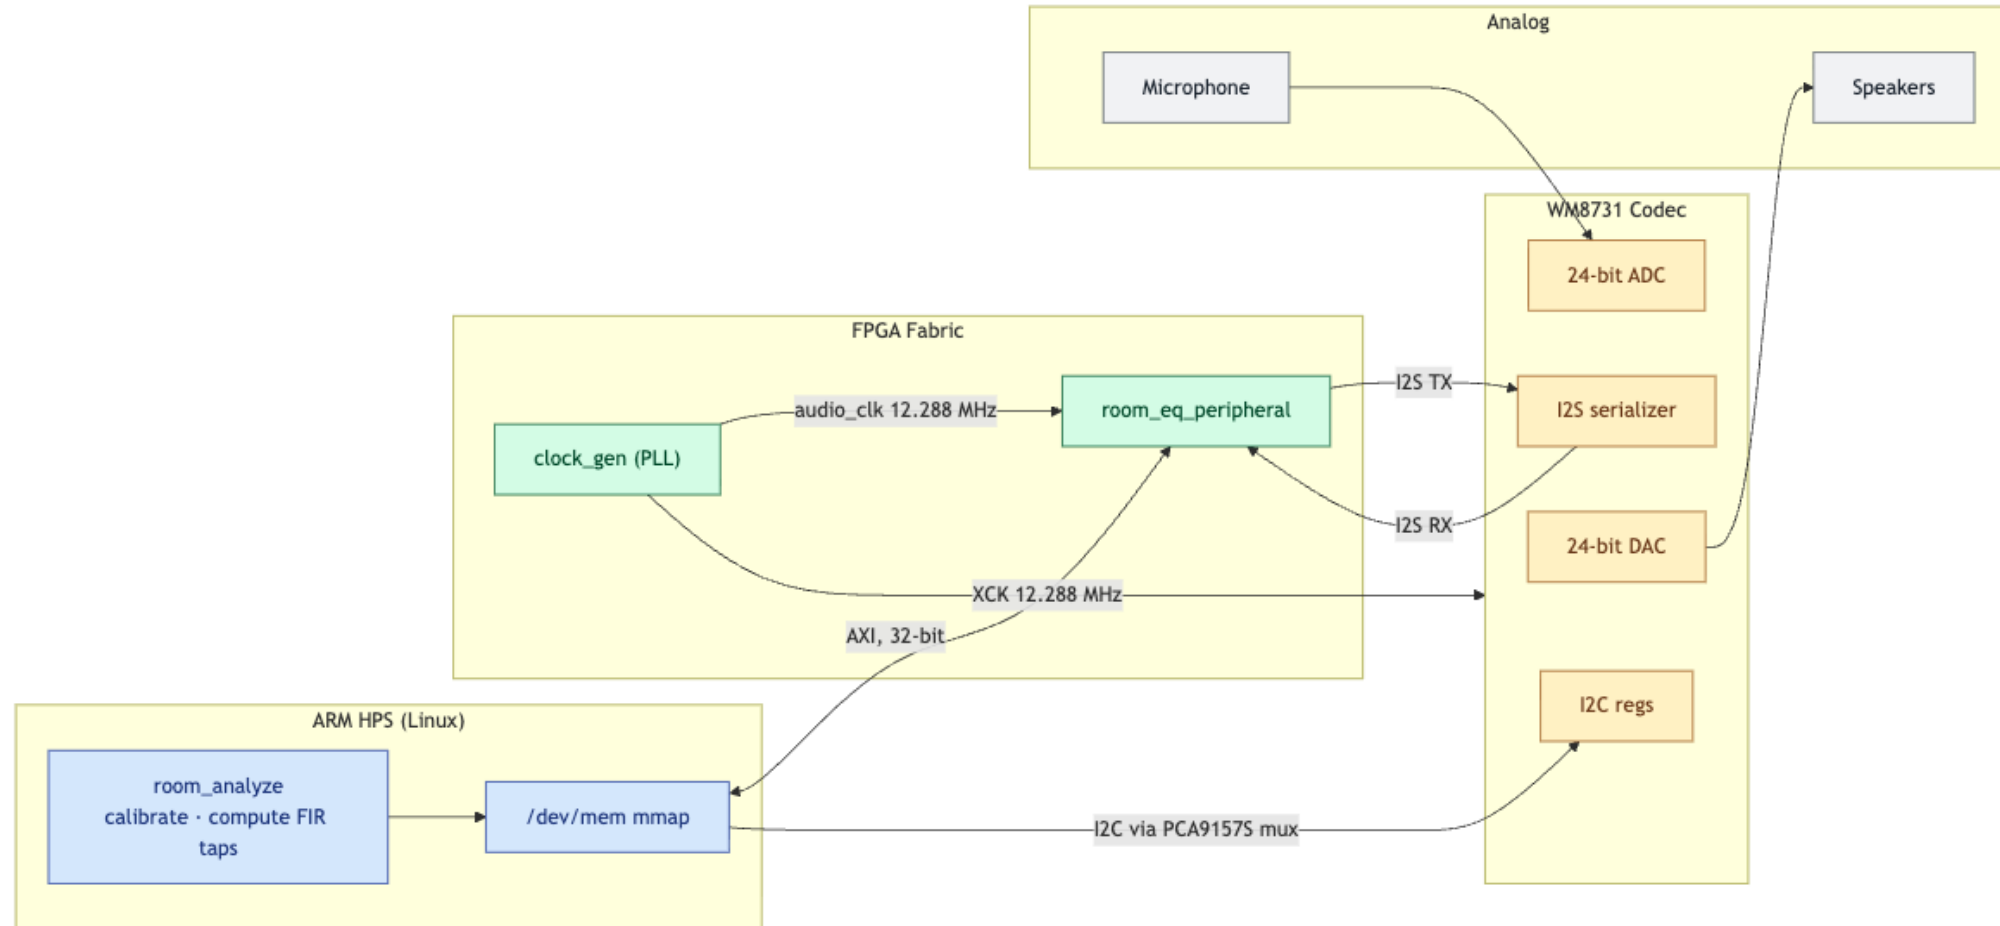 Analog
Microphone
Speakers
WM8731 Codec
24-bit ADC
FPGA Fabric
I2S TX
audio_clk 12.288 MHz
room_eq_peripheral
I2S serializer
clock_gen (PLL)
I2S RX
24-bit DAC
XCK 12.288 MHz
AXI, 32-bit
I2C regs
ARM HPS (Linux)
room_analyze
calibrate · compute FIR
taps
/dev/mem mmap
I2C via PCA9157S mux